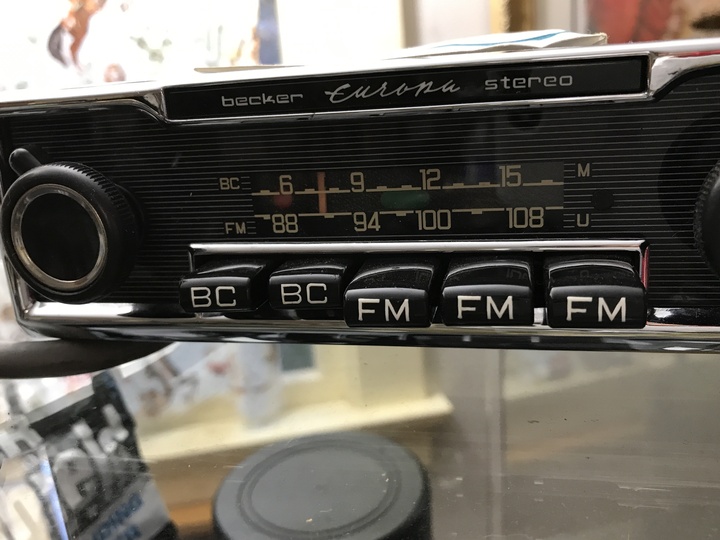 becker Europa stereo
BC 6 9 12 15 M
FM 88 94 100 108 U
BC BC FM FM FM